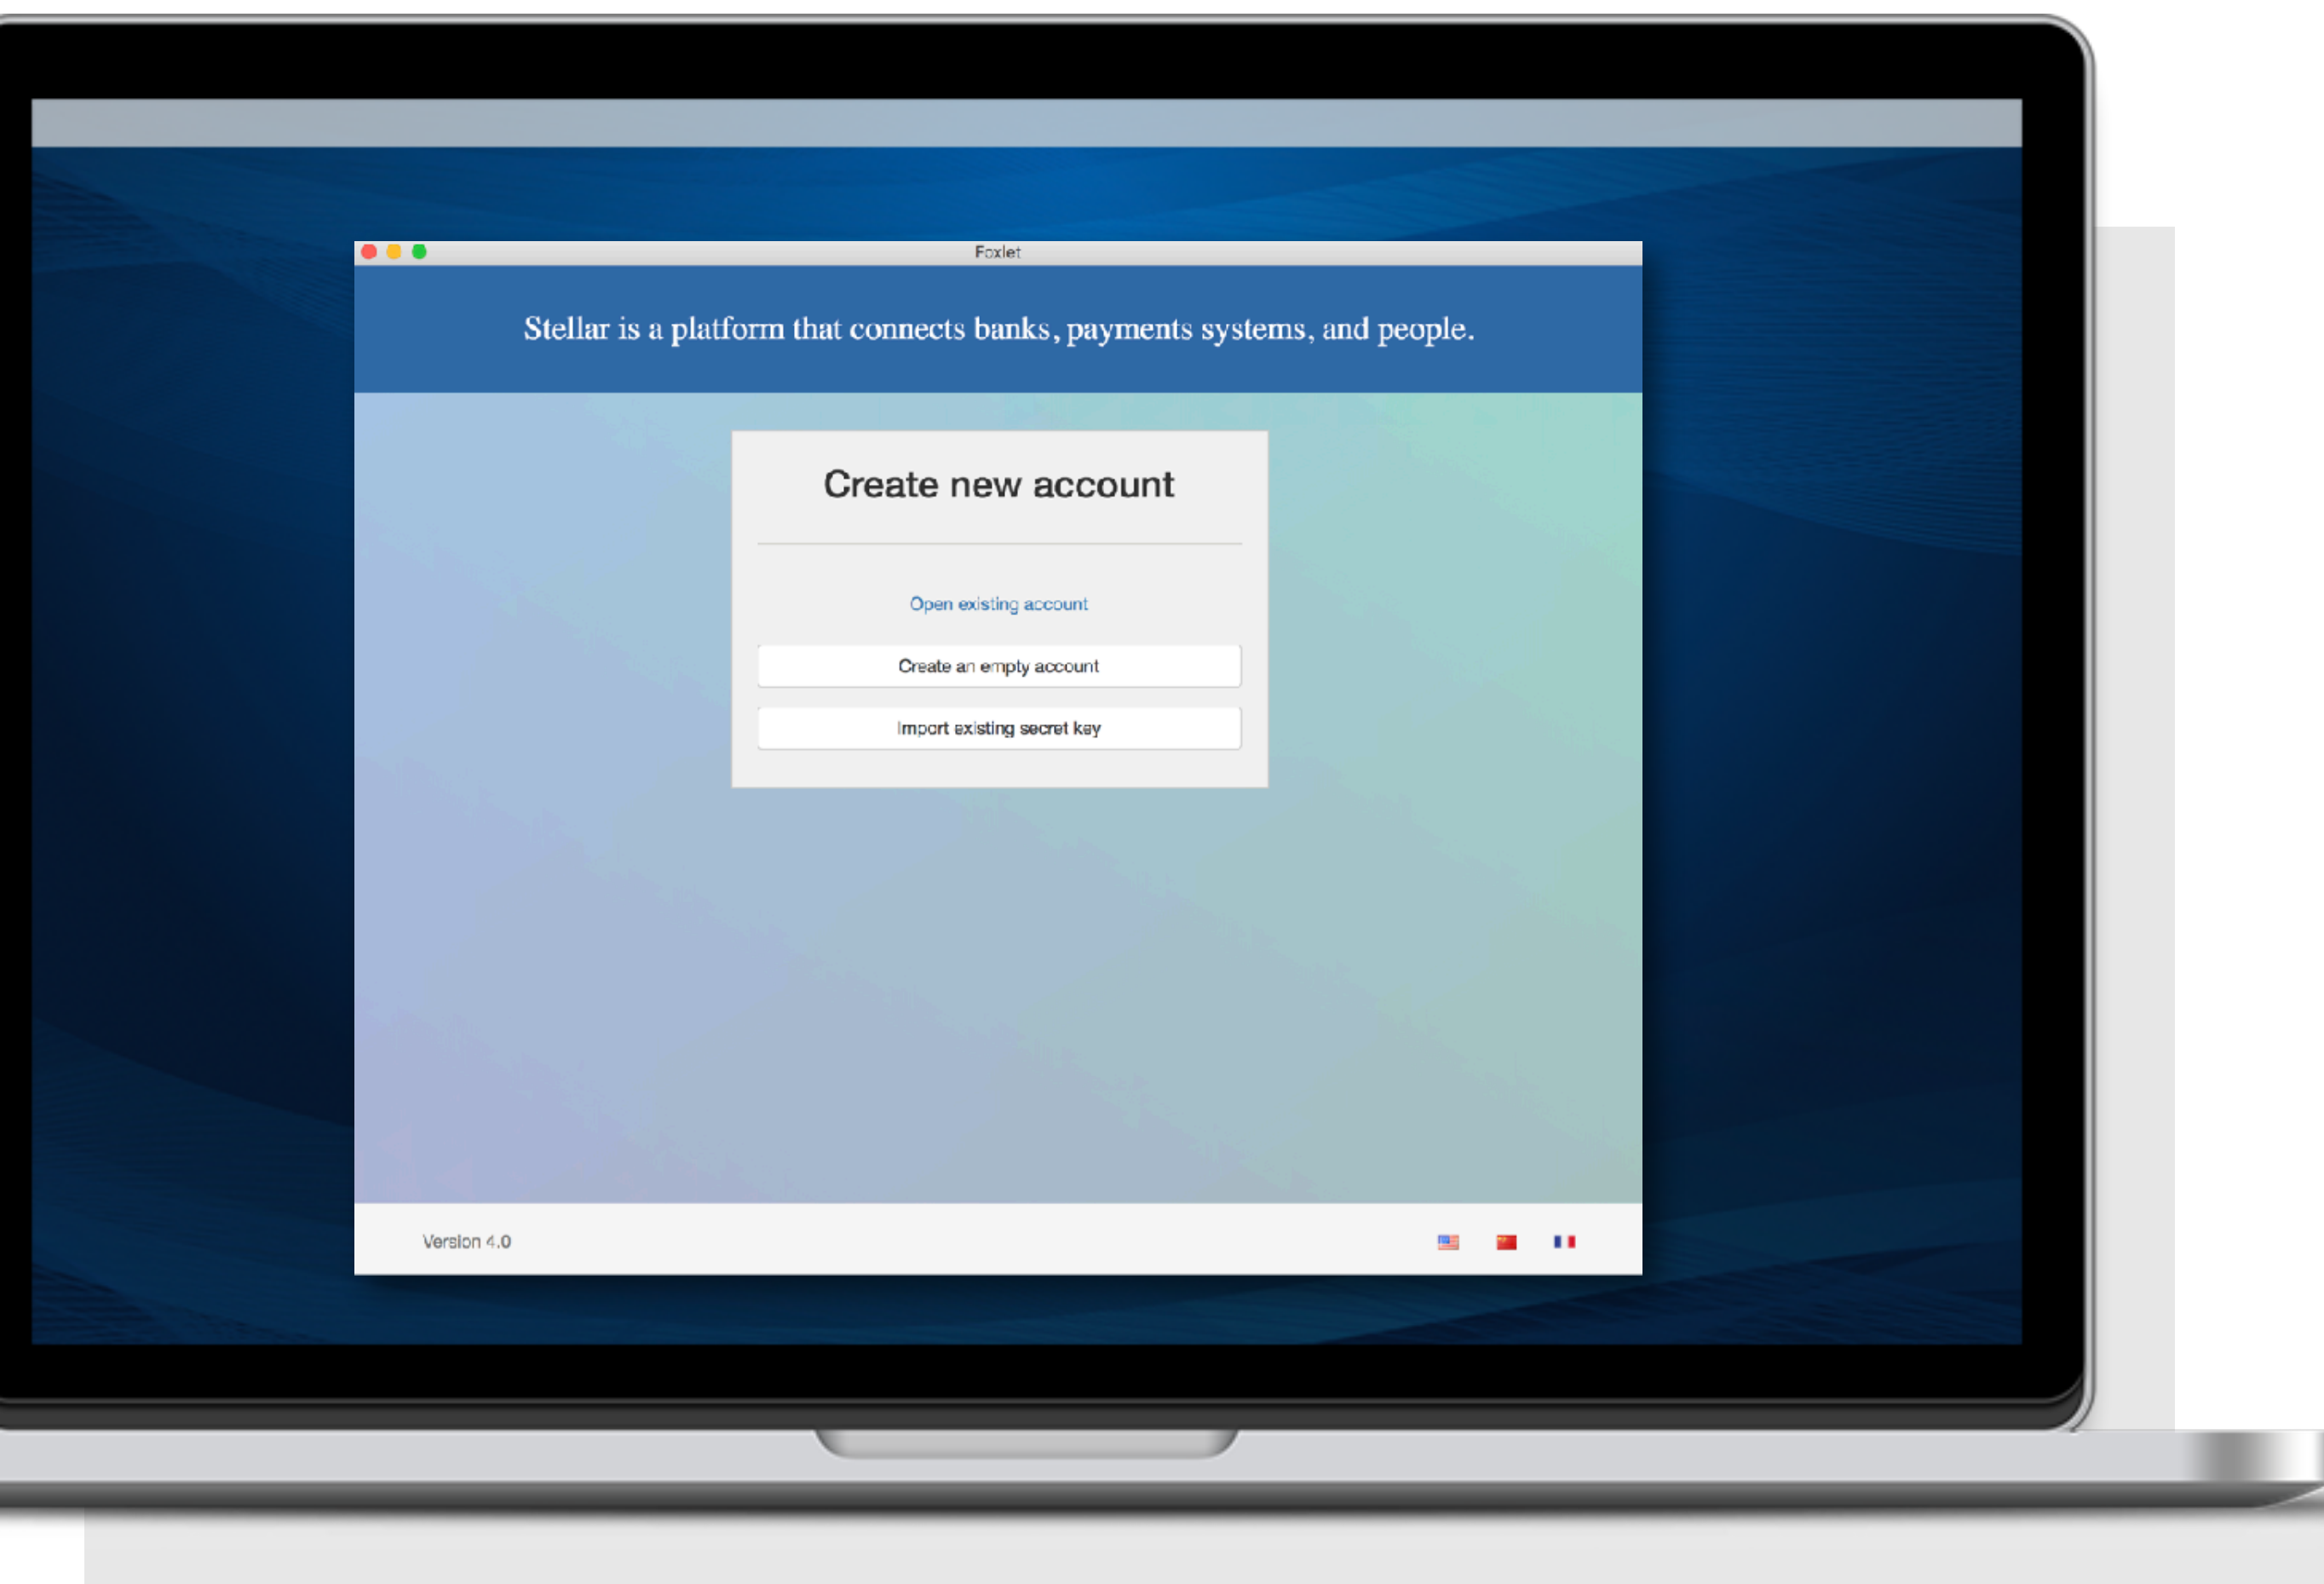 Foxlet
Stellar is a platform that connects banks, payments systems, and people.
Create new account
Open existing account
Create an empty account
Import existing secret key
Version 4.0